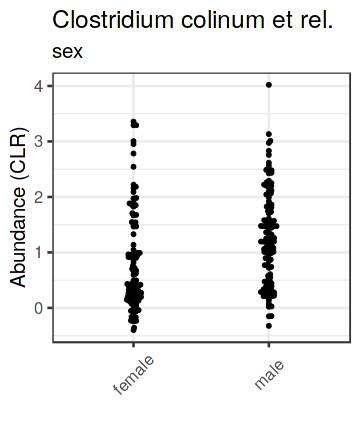 Clostridium colinum et rel.
sex
Abundance (CLR)
4
3
2
1
0
female
male